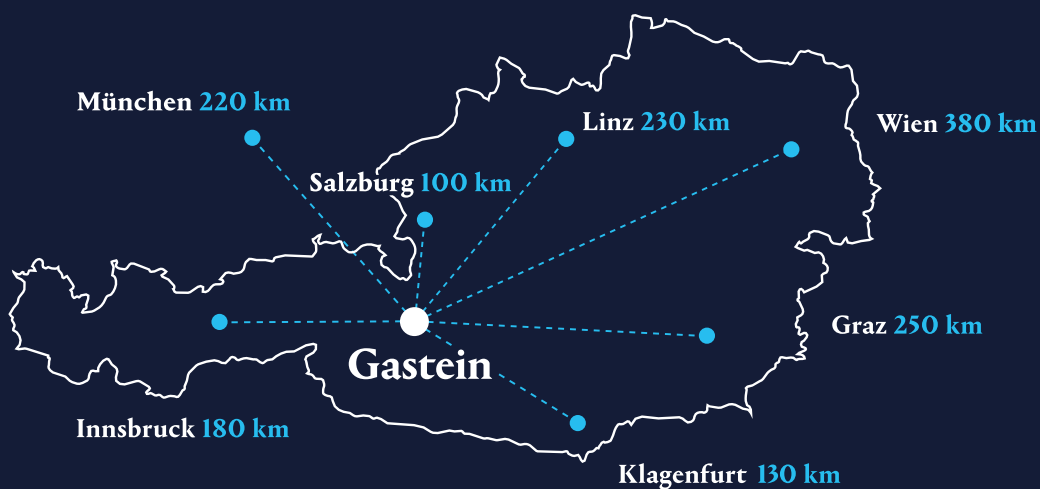 München 220 km
Linz 230 km
Wien 380 km
Salzburg 100 km
Graz 250 km
Gastein
Innsbruck 180 km
Klagenfurt 130 km